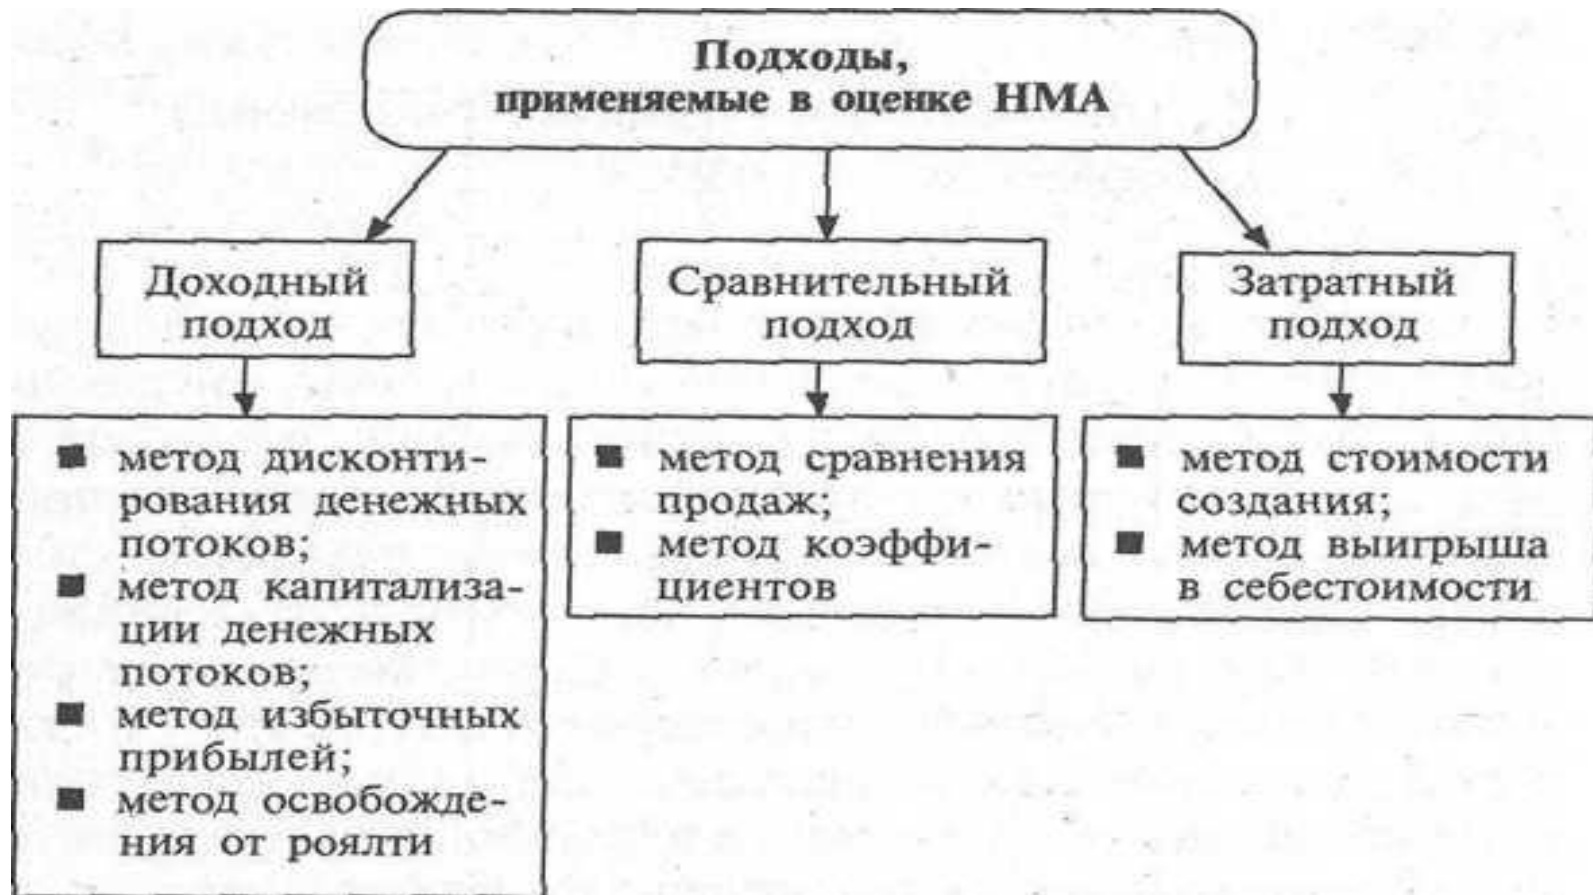 Подходы,
применяемые в оценке НМА
Доходный
подход
Сравнительный
подход
Затратный
подход
■ метод дисконти-
рования денежных
потоков;
■ метод капитализа-
ции денежных
потоков;
■ метод избыточных
прибылей;
■ метод освобожде-
ния от роялти
■ метод сравнения
продаж;
■ метод коэффи-
циентов
■ метод стоимости
создания;
■ метод выигрыша
в себестоимости